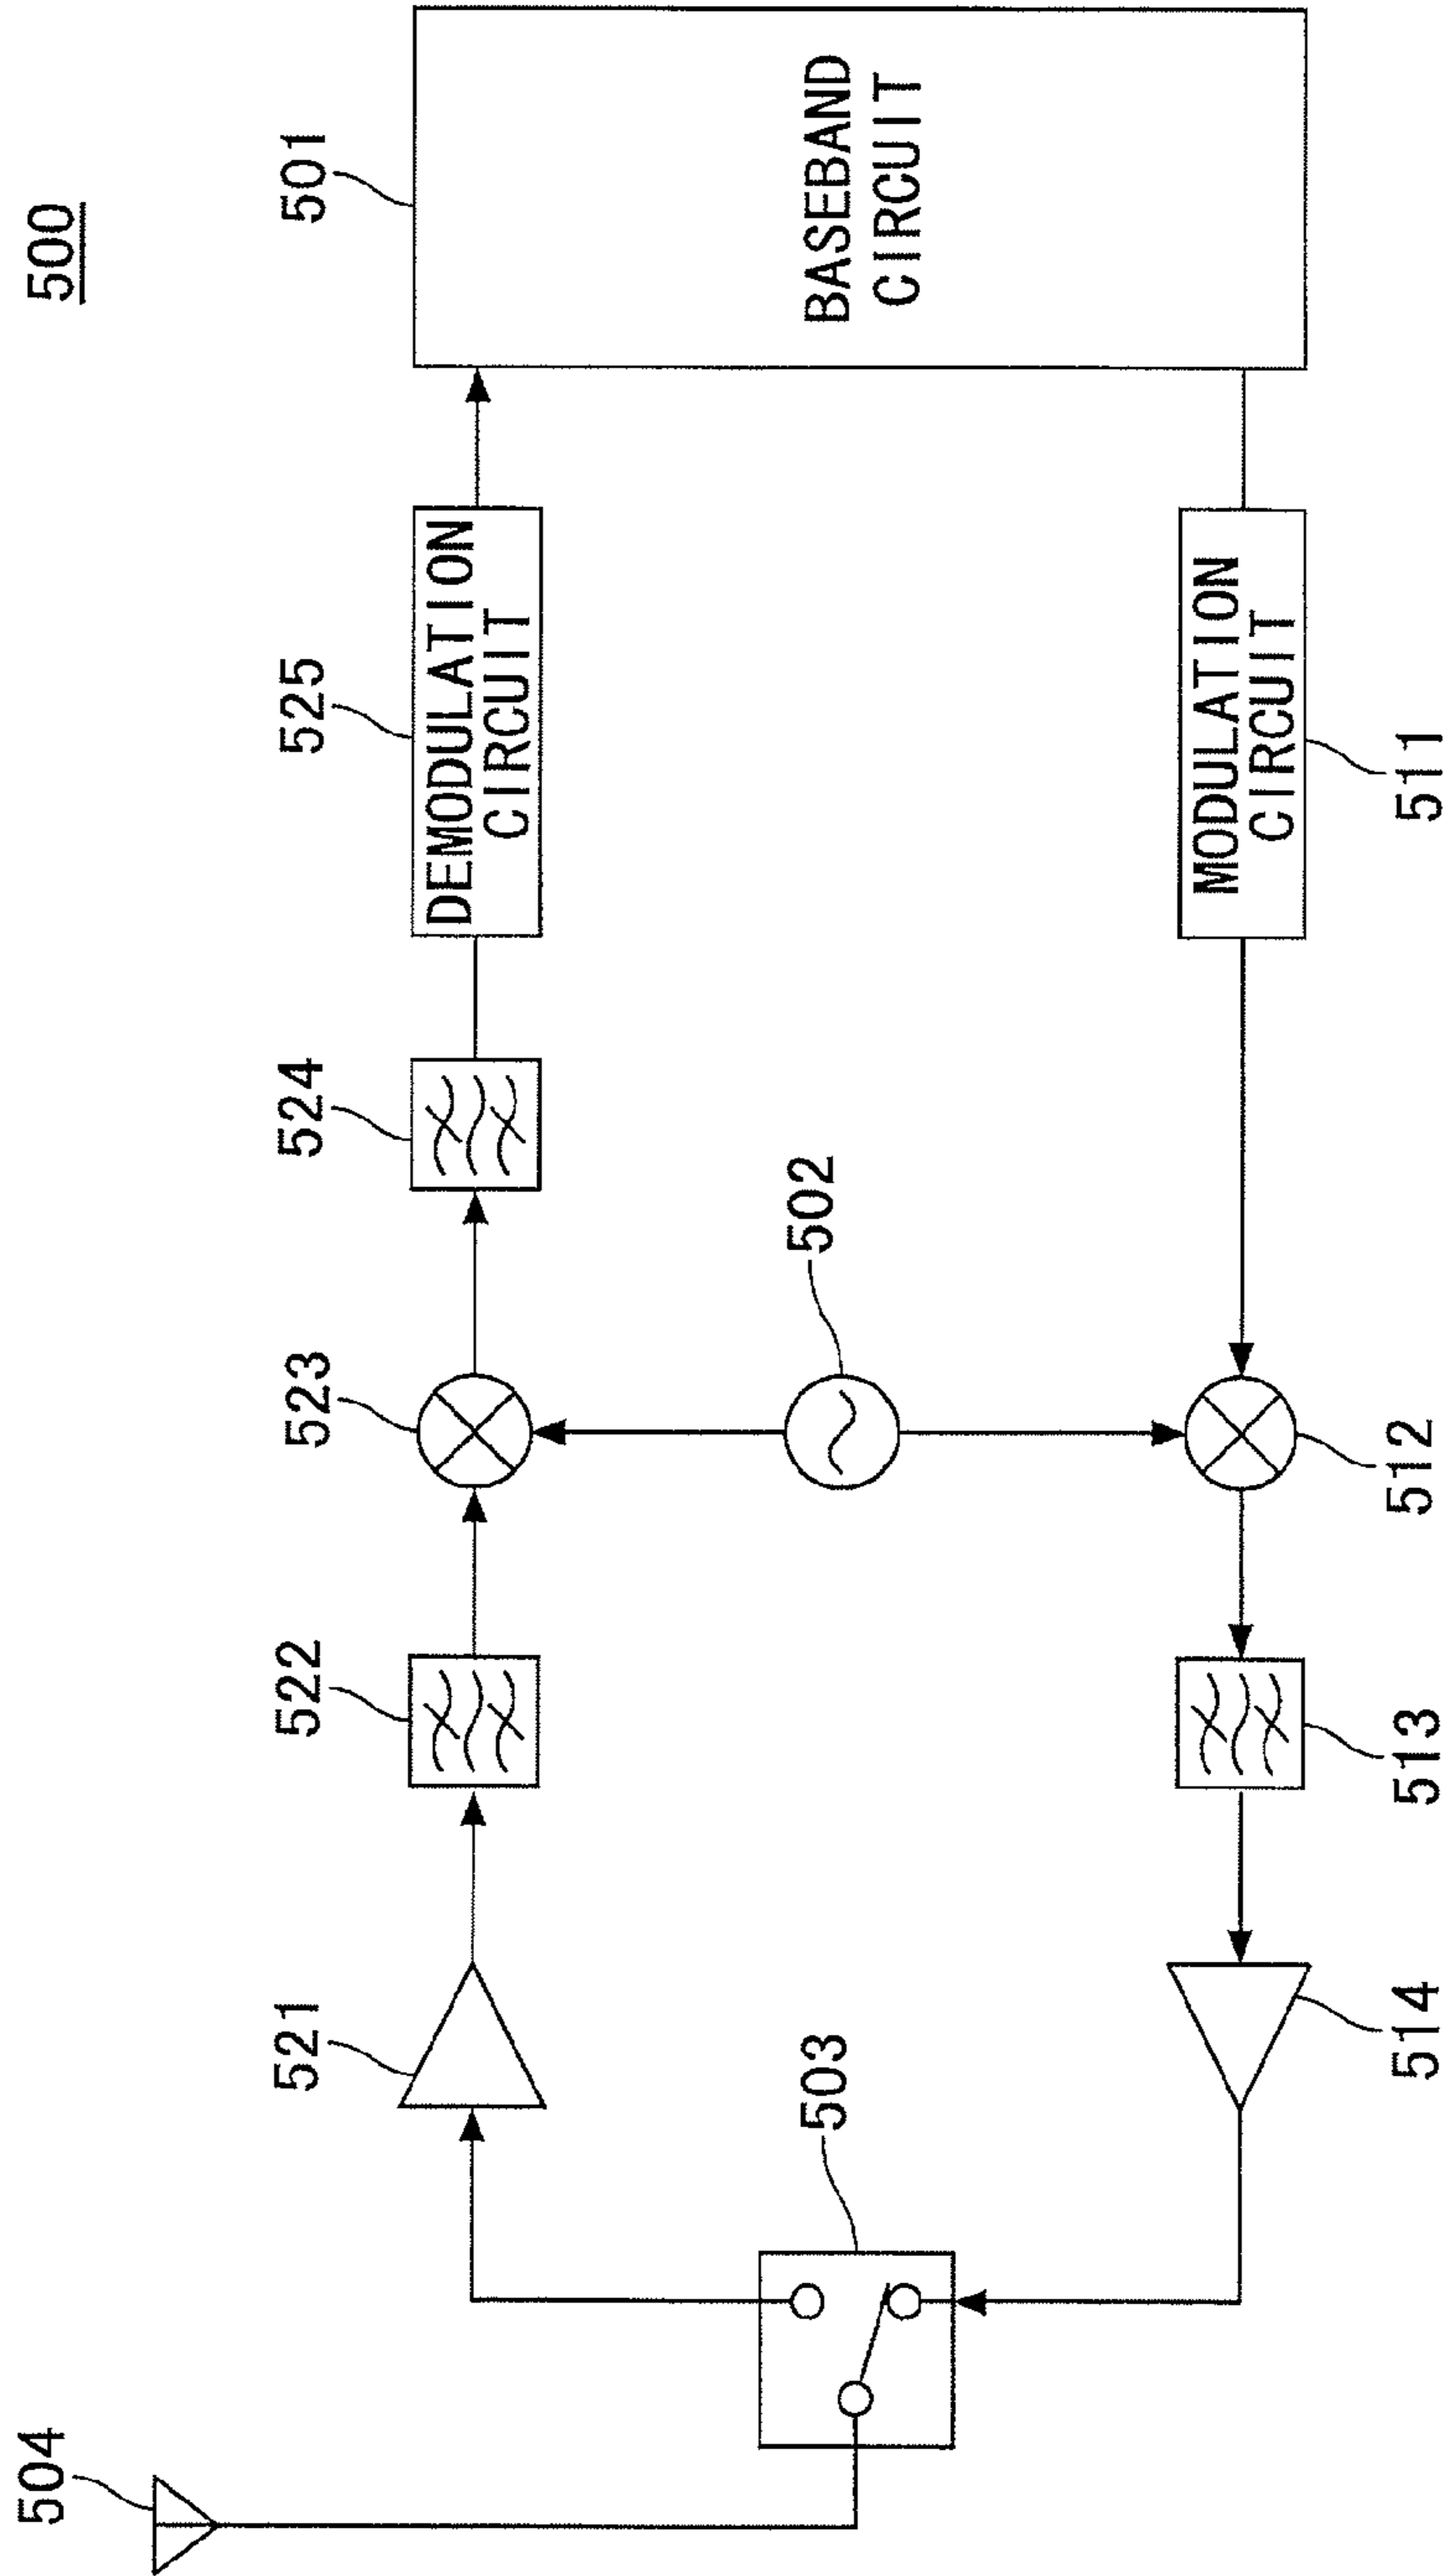 500
504
521
522
523
524
525
501
DEMODULATION
CIRCUIT
BASEBAND
CIRCUIT
503
502
MODULATION
CIRCUIT
514
513
512
511